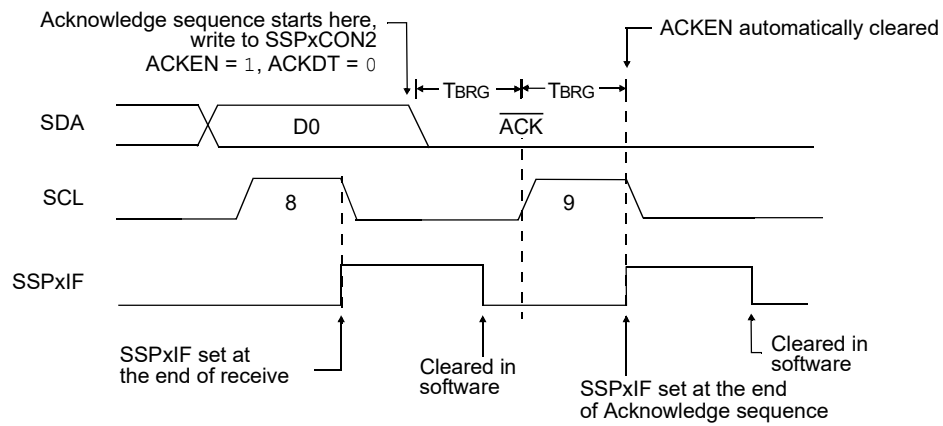 Acknowledge sequence starts here,
write to SSPxCON2
ACKEN = 1, ACKDT = 0
ACKEN automatically cleared
TBRG
TBRG
SDA
D0
ACK
SCL
8
9
SSPxIF
SSPxIF set at
the end of receive
Cleared in
software
SSPxIF set at the end
of Acknowledge sequence
Cleared in
software